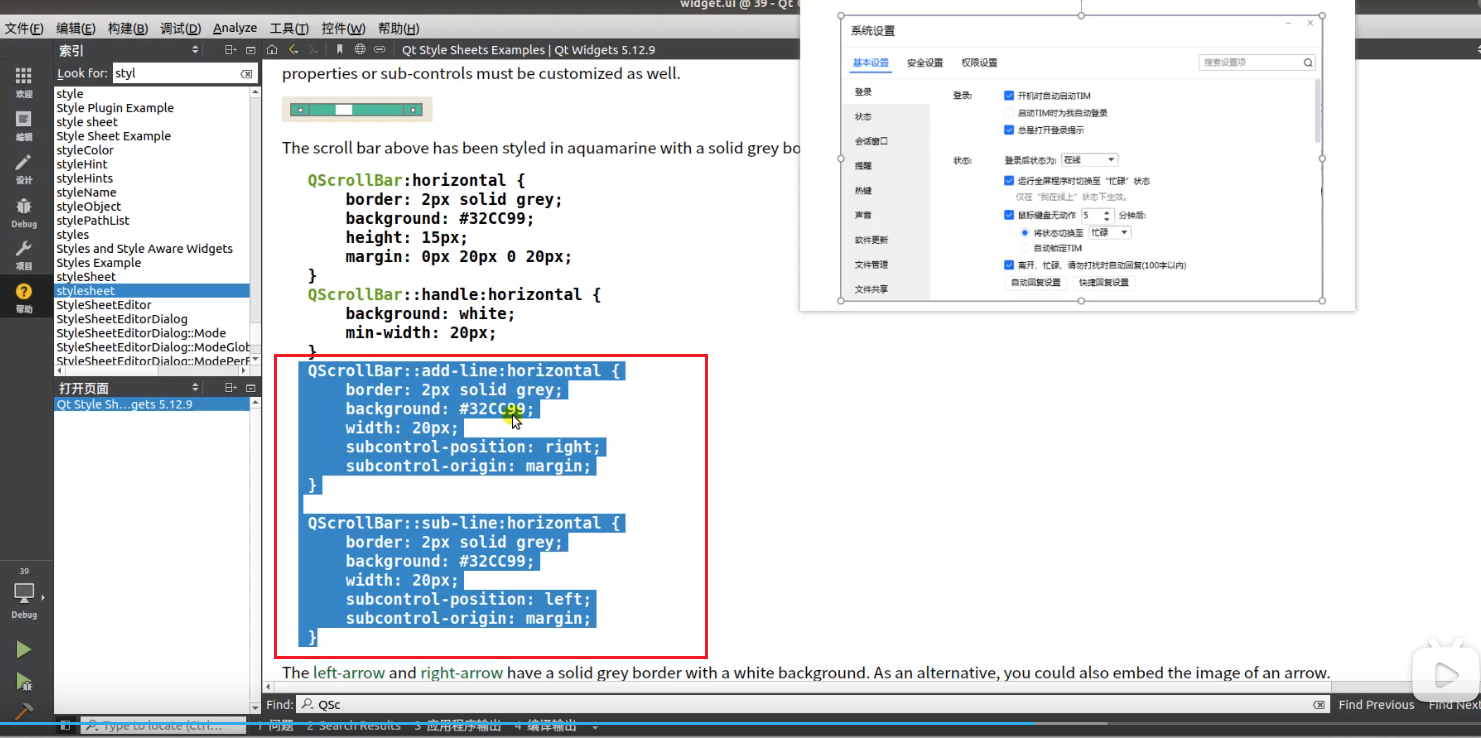 widget.ui @ 39 - Qt
文件(F) 编辑(E) 构建(B) 调试(D) Analyze 工具(T) 控件(W) 帮助(H)
索引
Qt Style Sheets Examples | Qt Widgets 5.12.9
Look for: styl
欢迎
编辑
设计
Debug
项目
帮助
style
Style Plugin Example
style sheet
Style Sheet Example
styleColor
styleHint
styleHints
styleName
styleObject
stylePathList
styles
Styles and Style Aware Widgets
Styles Example
styleSheet
stylesheet
StyleSheetEditor
StyleSheetEditorDialog
StyleSheetEditorDialog::Mode
StyleSheetEditorDialog::ModeGlob
StyleSheetEditorDialog::ModePerF
打开页面
Qt Style Sh...gets 5.12.9
39
Debug
properties or sub-controls must be customized as well.
The scroll bar above has been styled in aquamarine with a solid grey bo
QScrollBar:horizontal {
border: 2px solid grey;
background: #32CC99;
height: 15px;
margin: 0px 20px 0 20px;
}
QScrollBar::handle:horizontal {
background: white;
min-width: 20px;
}
QScrollBar::add-line:horizontal {
border: 2px solid grey;
background: #32CC99;
width: 20px;
subcontrol-position: right;
subcontrol-origin: margin;
}
QScrollBar::sub-line:horizontal {
border: 2px solid grey;
background: #32CC99;
width: 20px;
subcontrol-position: left;
subcontrol-origin: margin;
}
The left-arrow and right-arrow have a solid grey border with a white background. As an alternative, you could also embed the image of an arrow.
Find: QSc
Find Previous Find Next
Type to locate (Ctrl...
1 问题 2 Search Results 3 应用程序输出 4 编译输出
系统设置
基本设置 安全设置 权限设置
搜索设置项
登录
状态
会话窗口
提醒
热键
声音
软件更新
文件管理
文件共享
登录:
开机时自动启动TIM
启动TIM时为我自动登录
总是打开登录提示
状态:
登录后状态为: 在线
运行全屏程序时切换至“忙碌”状态
仅在“我在线上”状态下生效。
鼠标键盘无动作 5 分钟后:
将状态切换至 忙碌
自动锁定TIM
离开、忙碌、请勿打扰时自动回复(100字以内)
自动回复设置 快捷回复设置